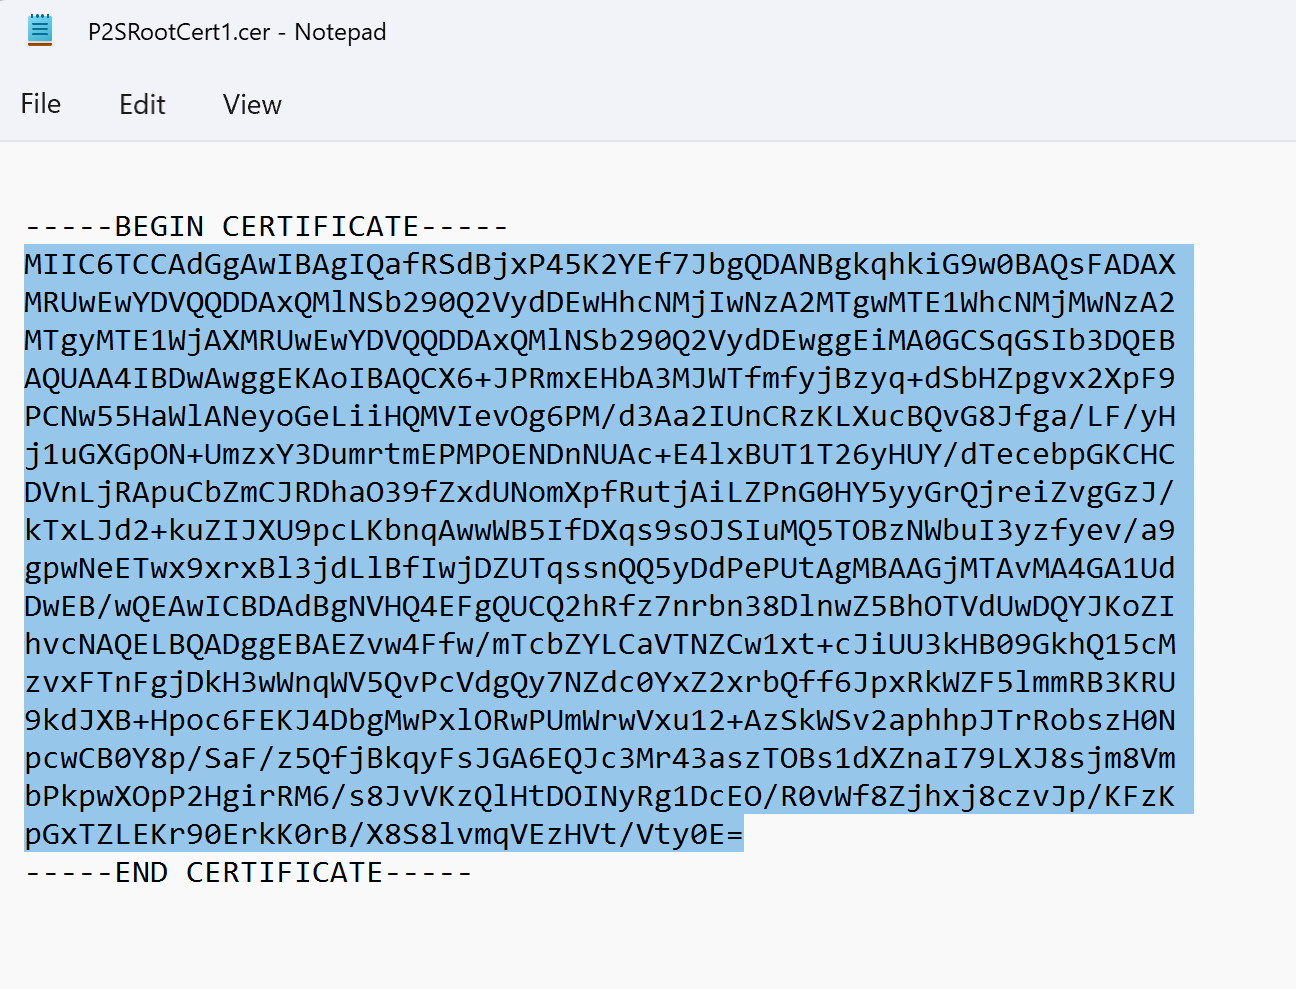 P2SRootCert1.cer - Notepad
File Edit View
-----BEGIN CERTIFICATE-----
MIIC6TCCAdGgAwIBAgIQafRSdBjxP45K2YEf7JbgQDANBgkqhkiG9w0BAQsFADAX
MRUwEwYDVQQDDAxQMlNSb290Q2VydDEwHhcNMjIwNzA2MTgwMTE1WhcNMjMwNzA2
MTgyMTE1WjAXMRUwEwYDVQQDDAxQMlNSb290Q2VydDEwggEiMA0GCSqGSIb3DQEB
AQUAA4IBDwAwggEKAoIBAQCX6+JPRmxEHbA3MJWTfmfyjBzyq+dSbHZpgvx2XpF9
PCNw55HaWlANeyoGeLiiHQMVIevOg6PM/d3Aa2IUnCRzKLXucBQvG8Jfga/LF/yH
j1uGXGpON+UmzxY3DumrtmEPMPOENDnNUAc+E4lxBUT1T26yHUY/dTecebpGKCHC
DVnLjRApuCbZmCJRDhaO39fZxdUNomXpfRutjAiLZPnG0HY5yyGrQjreiZvgGzJ/
kTxLJd2+kuZIJXU9pcLKbnqAwwWB5IfDXqs9sOJSIuMQ5TOBzNWbuI3yzfyev/a9
gpwNeETwx9xrxBl3jdLlBfIwjDZUTqssnQQ5yDdPePUtAgMBAAGjMTAvMA4GA1Ud
DwEB/wQEAwICBDAdBgNVHQ4EFgQUCQ2hRfz7nrbn38DlnwZ5BhOTVdUwDQYJKoZI
hvcNAQELBQADggEBAEZvw4Ffw/mTcbZYLCaVTNZCw1xt+cJiUU3kHB09GkhQ15cM
zvxFTnFgjDkH3wWnqWV5QvPcVdgQy7NZdc0YxZ2xrbQff6JpxRkWZF5lmmRB3KRU
9kdJXB+Hpoc6FEKJ4DbgMwPxlORwPUmWrwVxu12+AzSkWSv2aphhpJTrRobszH0N
pcwCB0Y8p/SaF/z5QfjBkqyFsJGA6EQJc3Mr43aszTOBs1dXZnaI79LXJ8sjm8Vm
bPkpwXOpP2HgirRM6/s8JvVKzQlHtDOINyRg1DcEO/R0vWf8Zjhxj8czvJp/KFzK
pGxTZLEKr90ErkK0rB/X8S8lvmqVEzHVt/Vty0E=
-----END CERTIFICATE-----